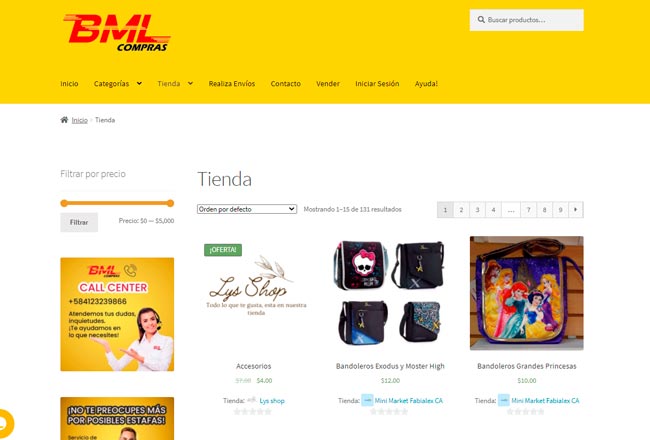 BML
COMPRAS
Buscar productos…
Inicio Categorías Tienda Realiza Envíos Contacto Vender Iniciar Sesión Ayuda!
Inicio › Tienda
Filtrar por precio
Filtrar
Precio: $0 — $5,000
BML
COMPRAS
CALL CENTER
+584123239866
Atendemos tus dudas,
inquietudes.
¡Te ayudamos en
lo que necesites!
¡NO TE PREOCUPES MÁS
POR POSIBLES ESTAFAS!
Servicio de
Tienda
Orden por defecto
Mostrando 1–15 de 131 resultados
1 2 3 4 … 7 8 9
¡OFERTA!
Lys Shop
Todo lo que te gusta, esta en nuestra
tienda
Accesorios
$7.00 $4.00
Tienda: Lys shop
Bandoleros Exodus y Moster High
$12.00
Tienda: Mini Market Fabialex CA
Bandoleros Grandes Princesas
$10.00
Tienda: Mini Market Fabialex CA